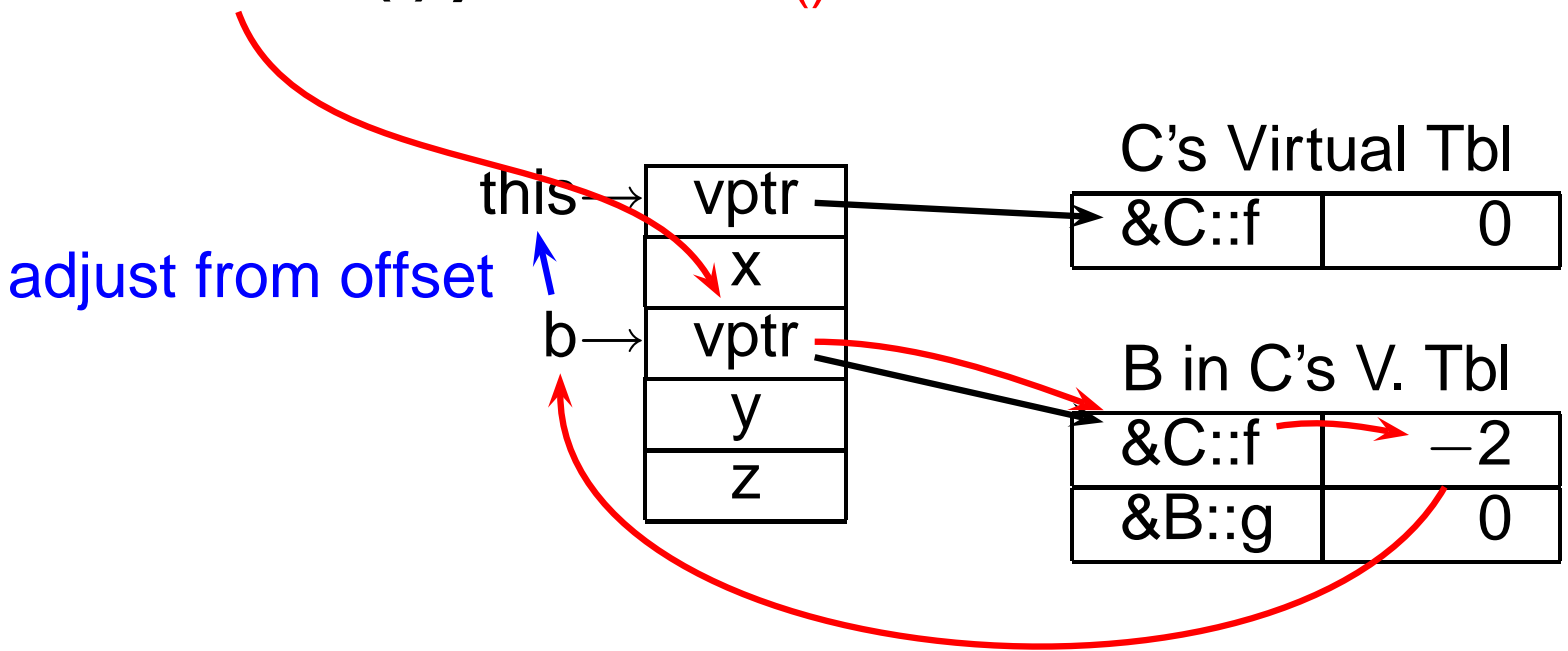 C's Virtual Tbl
this→ vptr &C::f 0
x
adjust from offset
b→ vptr
B in C's V. Tbl
y &C::f −2
z &B::g 0